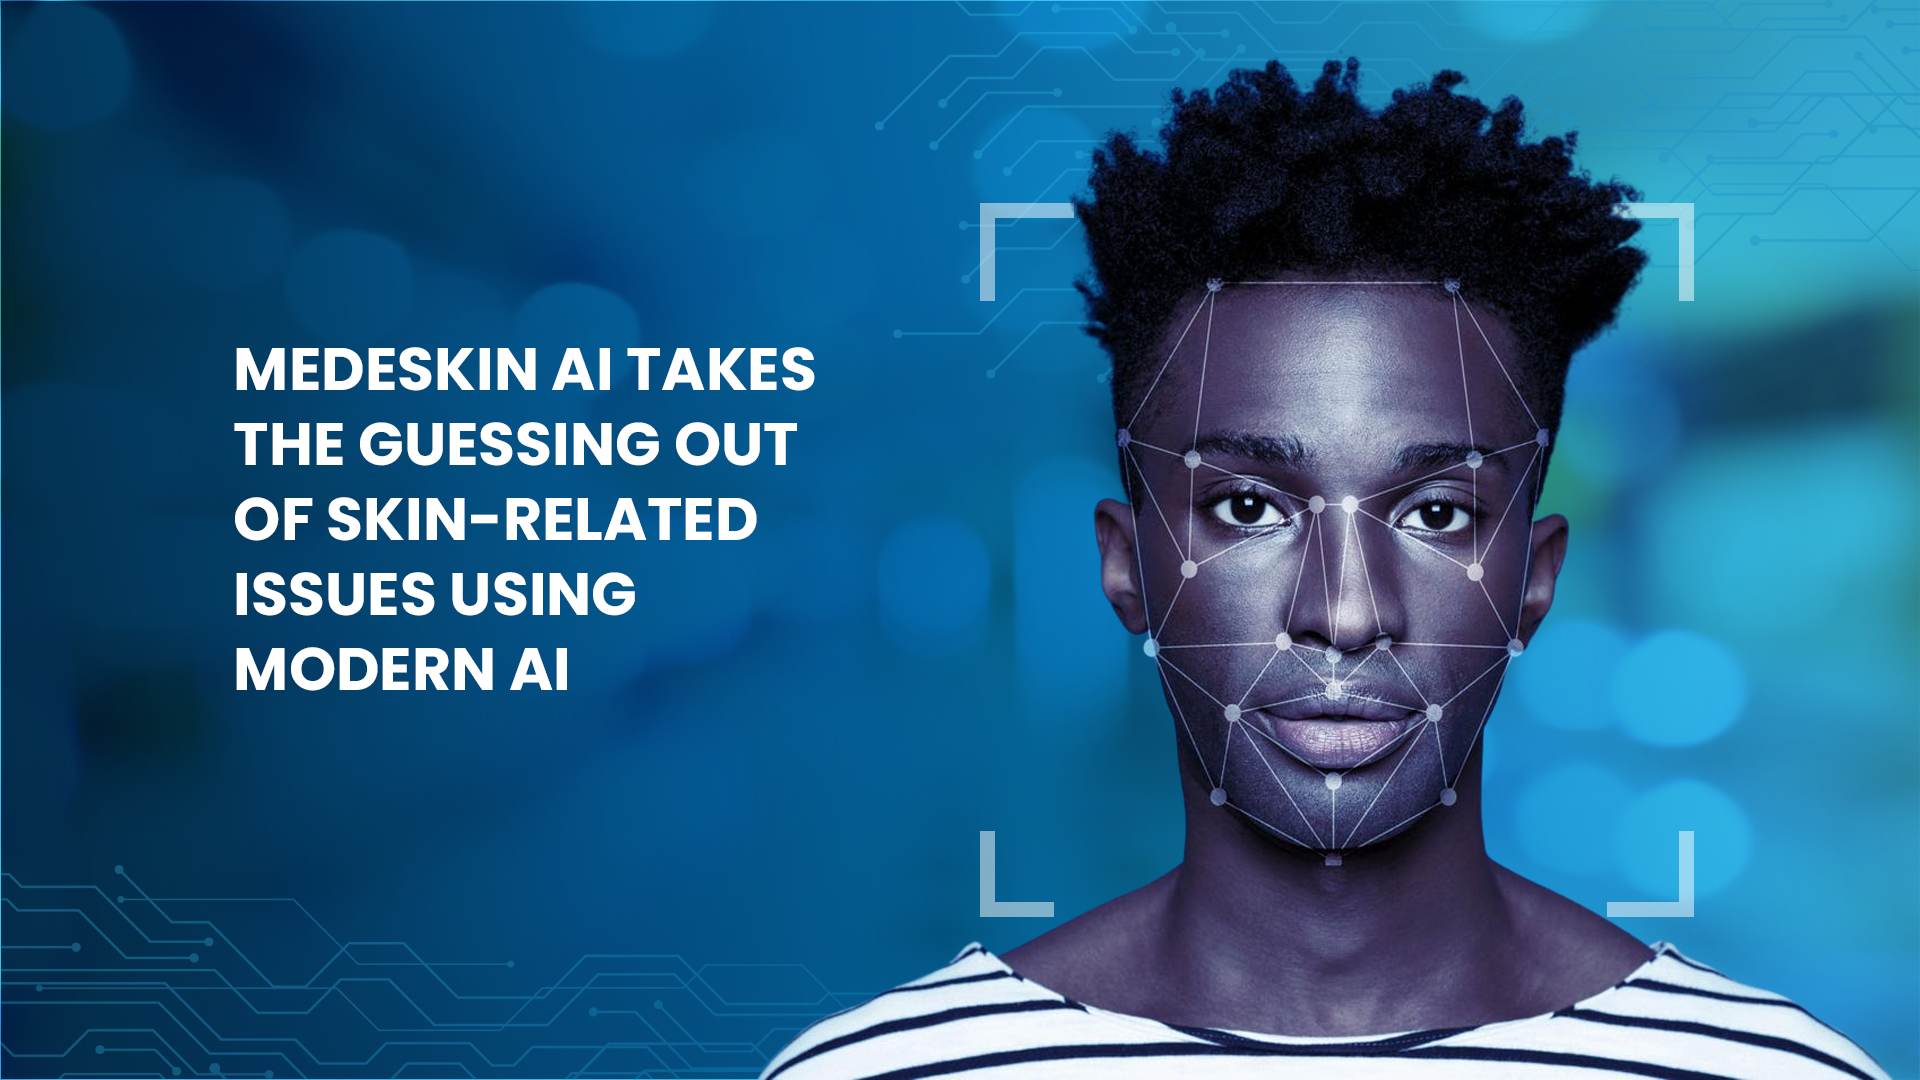 MEDESKIN AI TAKES
THE GUESSING OUT
OF SKIN-RELATED
ISSUES USING
MODERN AI